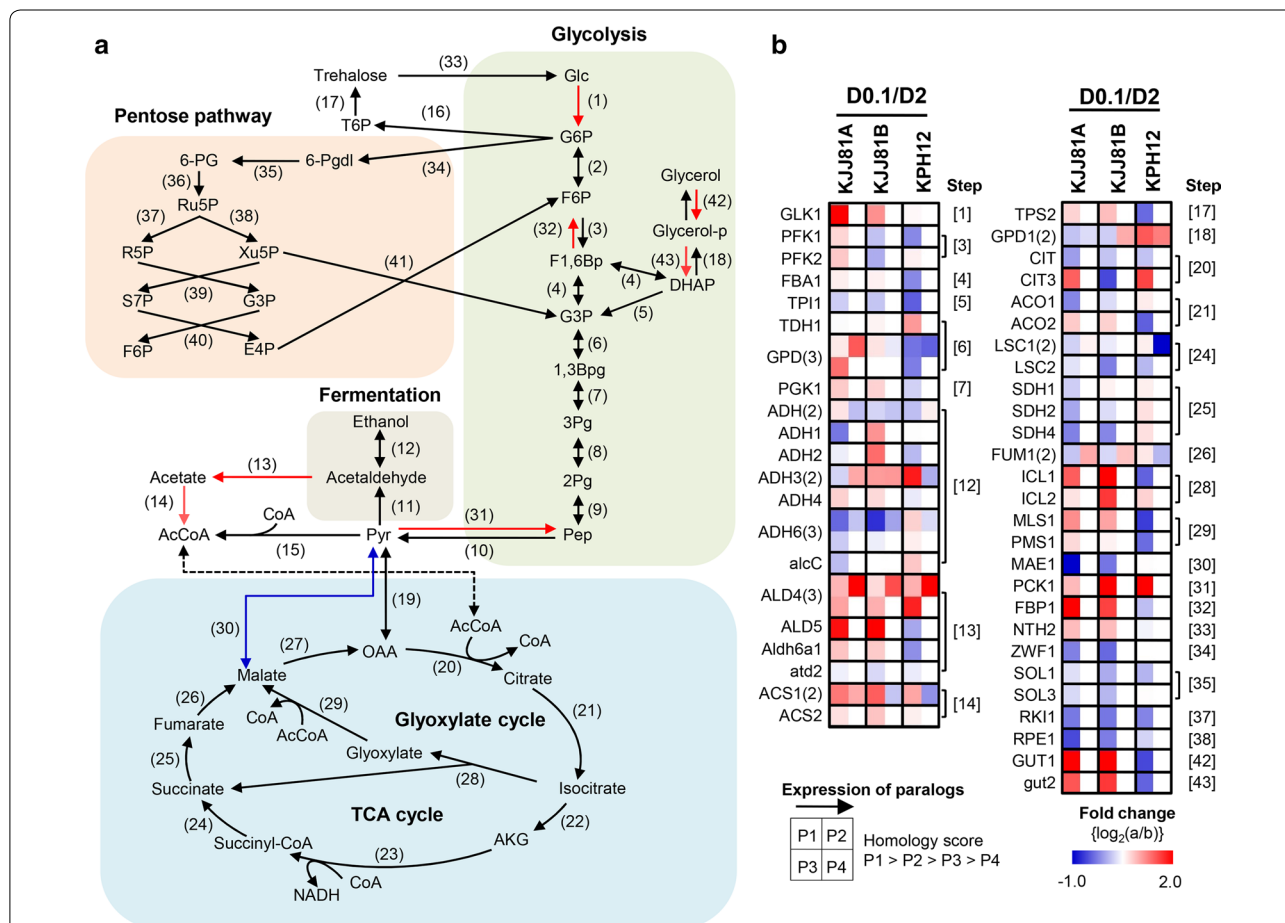 a
Glycolysis
Trehalose
(33)
Glc
(17)
(16)
(1)
Pentose pathway
T6P
G6P
6-PG
(35)
6-Pgdl
(34)
(2)
(36)
Ru5P
F6P
Glycerol
(42)
(37)
(38)
(32)
(3)
Glycerol-p
R5P
Xu5P
(41)
F1,6Bp
(43)
(18)
(39)
(4)
(4)
DHAP
S7P
G3P
G3P
(5)
(40)
(6)
F6P
E4P
1,3Bpg
(7)
Fermentation
3Pg
Ethanol
(12)
(8)
Acetate
(13)
Acetaldehyde
2Pg
(14)
CoA
(11)
(31)
(9)
AcCoA
(15)
Pyr
(10)
Pep
(19)
(30)
(27)
OAA
AcCoA
CoA
(20)
Malate
Citrate
(26)
(29)
(21)
Fumarate
CoA
AcCoA
Glyoxylate cycle
(25)
Glyoxylate
(28)
Succinate
Isocitrate
TCA cycle
(24)
(22)
Succinyl-CoA
AKG
(23)
NADH
CoA
b
D0.1/D2
KJJ81A
KJJ81B
KPH12
Step
GLK1 [1]
PFK1
[3]
PFK2
FBA1 [4]
TPI1 [5]
TDH1
[6]
GPD(3)
PGK1 [7]
ADH(2)
ADH1
ADH2
ADH3(2)
[12]
ADH4
ADH6(3)
alcC
ALD4(3)
ALD5
[13]
Aldh6a1
atd2
ACS1(2)
[14]
ACS2
D0.1/D2
KJJ81A
KJJ81B
KPH12
Step
TPS2 [17]
GPD1(2) [18]
CIT
[20]
CIT3
ACO1
[21]
ACO2
LSC1(2)
[24]
LSC2
SDH1
SDH2 [25]
SDH4
FUM1(2) [26]
ICL1
[28]
ICL2
MLS1
[29]
PMS1
MAE1 [30]
PCK1 [31]
FBP1 [32]
NTH2 [33]
ZWF1 [34]
SOL1
[35]
SOL3
RKI1 [37]
RPE1 [38]
GUT1 [42]
gut2 [43]
Expression of paralogs
P1 P2
P3 P4
Homology score
P1 > P2 > P3 > P4
Fold change
{log₂(a/b)}
-1.0 2.0